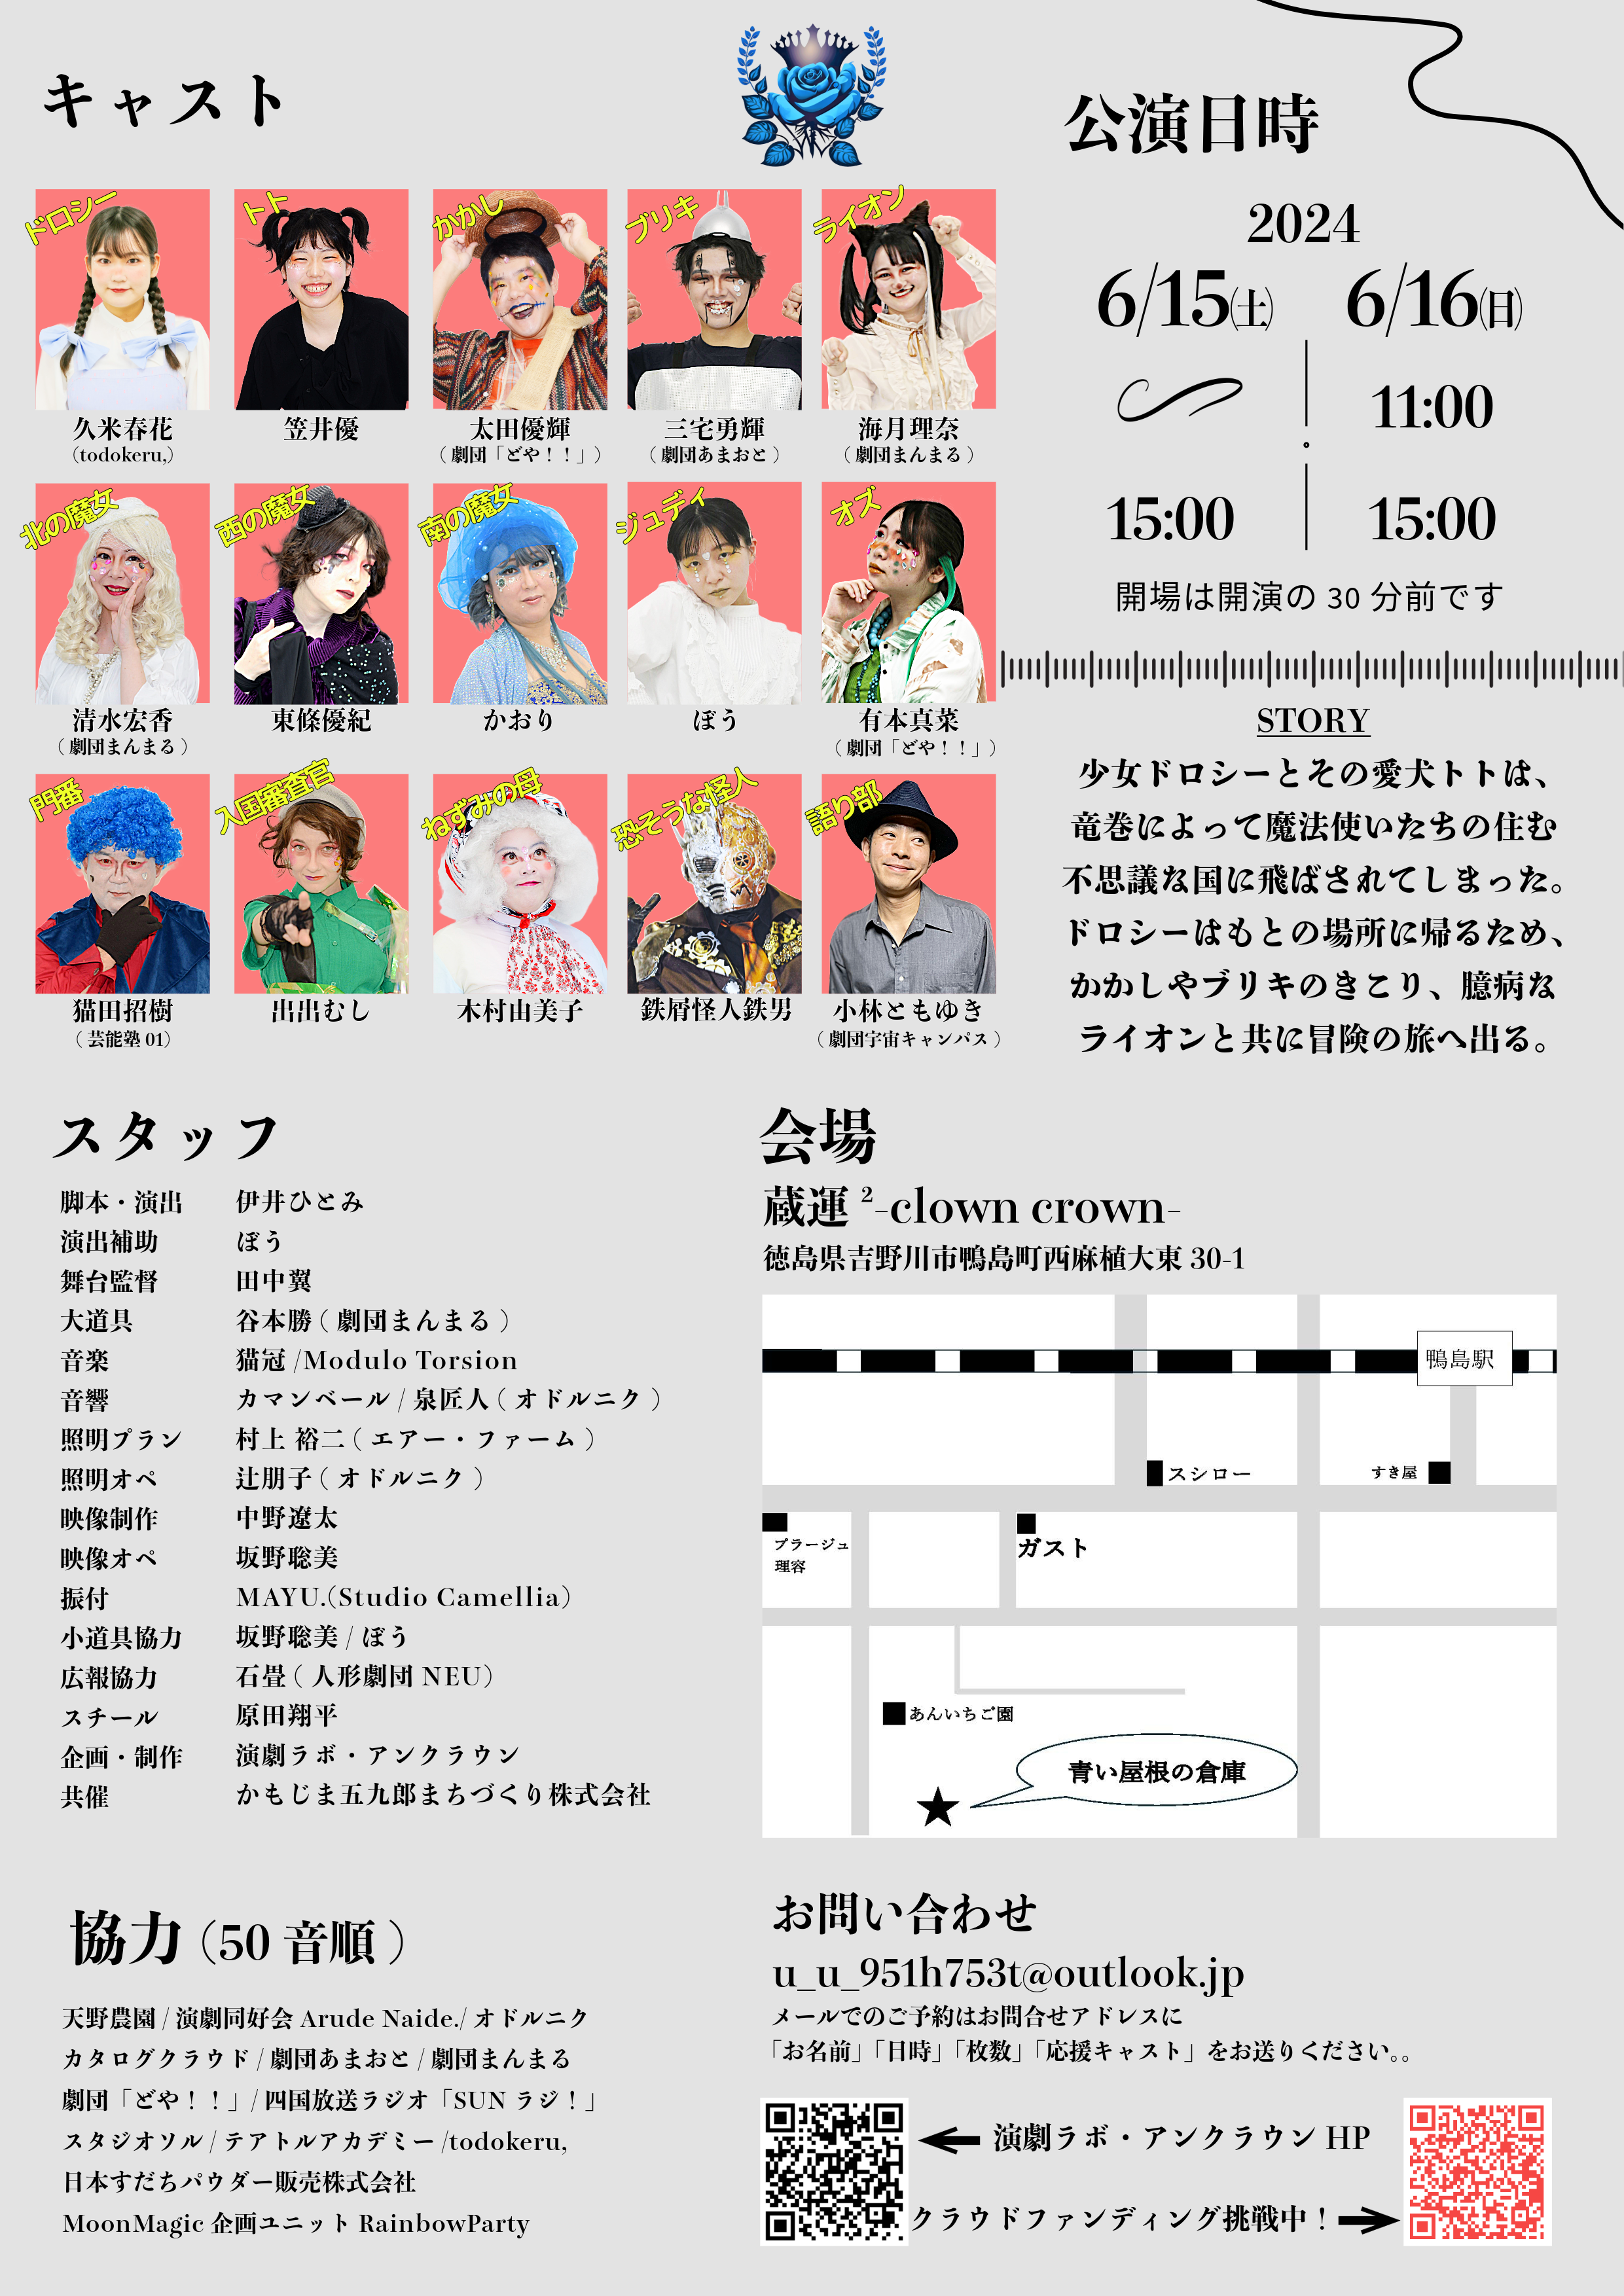 キャスト
ドロシー
久米春花
(todokeru,)
トト
笠井優
かかし
太田優輝
(劇団「どや！！」)
ブリキ
三宅勇輝
(劇団あまおと)
ライオン
海月理奈
(劇団まんまる)
北の魔女
清水宏香
(劇団まんまる)
西の魔女
東條優紀
南の魔女
かおり
ジュディ
ぼう
オズ
有本真菜
(劇団「どや！！」)
門番
猫田招樹
(芸能塾01)
入国審査官
出出むし
ねずみの母
木村由美子
恐そうな怪人
鉄屑怪人鉄男
語り部
小林ともゆき
(劇団宇宙キャンパス)
公演日時
2024
6/15(土) 6/16(日)
11:00
15:00 15:00
開場は開演の30分前です
STORY
少女ドロシーとその愛犬トトは、
竜巻によって魔法使いたちの住む
不思議な国に飛ばされてしまった。
ドロシーはもとの場所に帰るため、
かかしやブリキのきこり、臆病な
ライオンと共に冒険の旅へ出る。
スタッフ
脚本・演出 伊井ひとみ
演出補助 ぼう
舞台監督 田中翼
大道具 谷本勝(劇団まんまる)
音楽 猫冠/Modulo Torsion
音響 カマンベール/泉匠人(オドルニク)
照明プラン 村上 裕二(エアー・ファーム)
照明オペ 辻朋子(オドルニク)
映像制作 中野遼太
映像オペ 坂野聡美
振付 MAYU.(Studio Camellia)
小道具協力 坂野聡美/ぼう
広報協力 石畳(人形劇団NEU)
スチール 原田翔平
企画・制作 演劇ラボ・アンクラウン
共催 かもじま五九郎まちづくり株式会社
会場
蔵運²-clown crown-
徳島県吉野川市鴨島町西麻植大東30-1
鴨島駅
スシロー
すき屋
プラージュ
理容
ガスト
あんいちご園
青い屋根の倉庫
協力(50音順)
天野農園/演劇同好会 Arude Naide./オドルニク
カタログクラウド/劇団あまおと/劇団まんまる
劇団「どや！！」/四国放送ラジオ「SUNラジ！」
スタジオソル/テアトルアカデミー/todokeru,
日本すだちパウダー販売株式会社
MoonMagic 企画ユニット RainbowParty
お問い合わせ
u_u_951h753t@outlook.jp
メールでのご予約はお問合せアドレスに
「お名前」「日時」「枚数」「応援キャスト」をお送りください。。
演劇ラボ・アンクラウンHP
クラウドファンディング挑戦中！